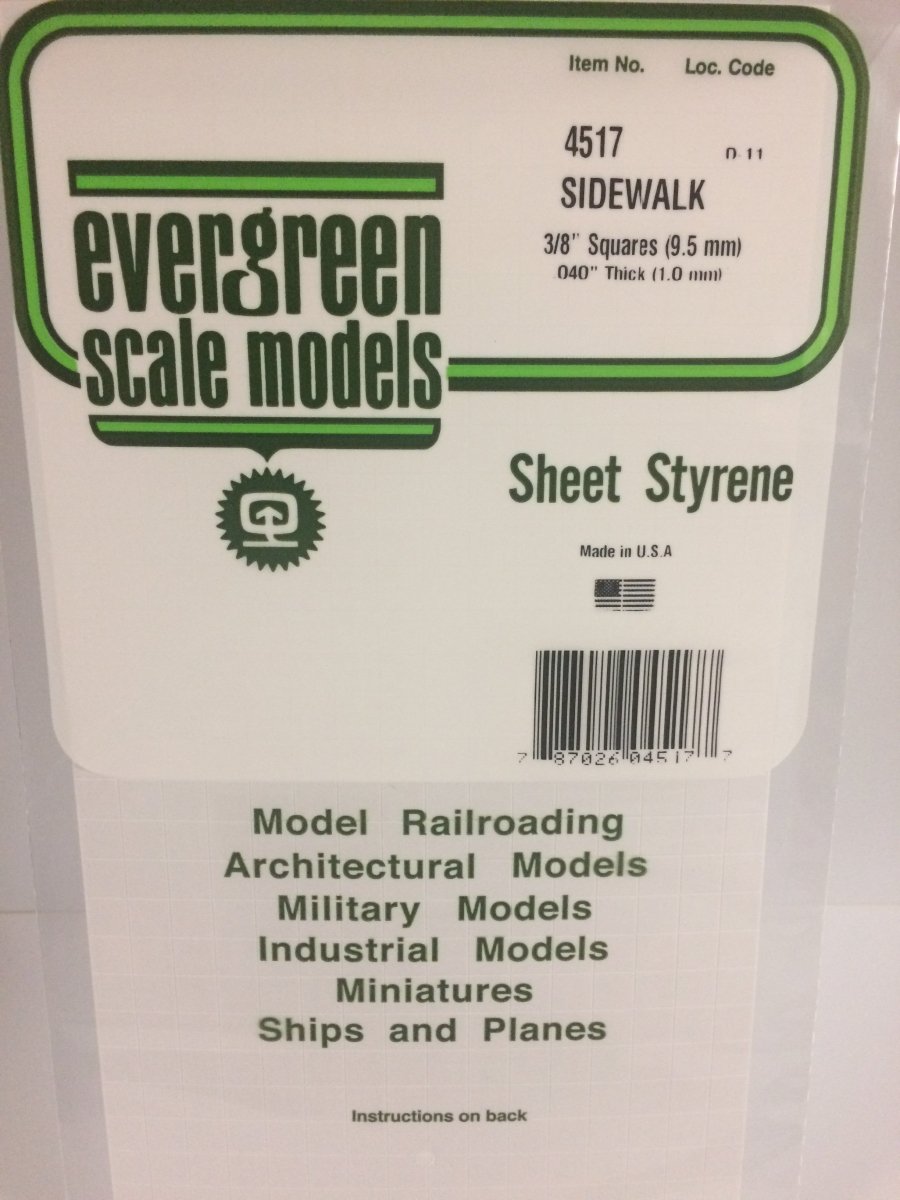 Item No. Loc. Code
4517 D-11
SIDEWALK
3/8" Squares (9.5 mm)
.040" Thick (1.0 mm)
evergreen
scale models
Sheet Styrene
Made in U.S.A
7 87026 04517 7
Model Railroading
Architectural Models
Military Models
Industrial Models
Miniatures
Ships and Planes
Instructions on back